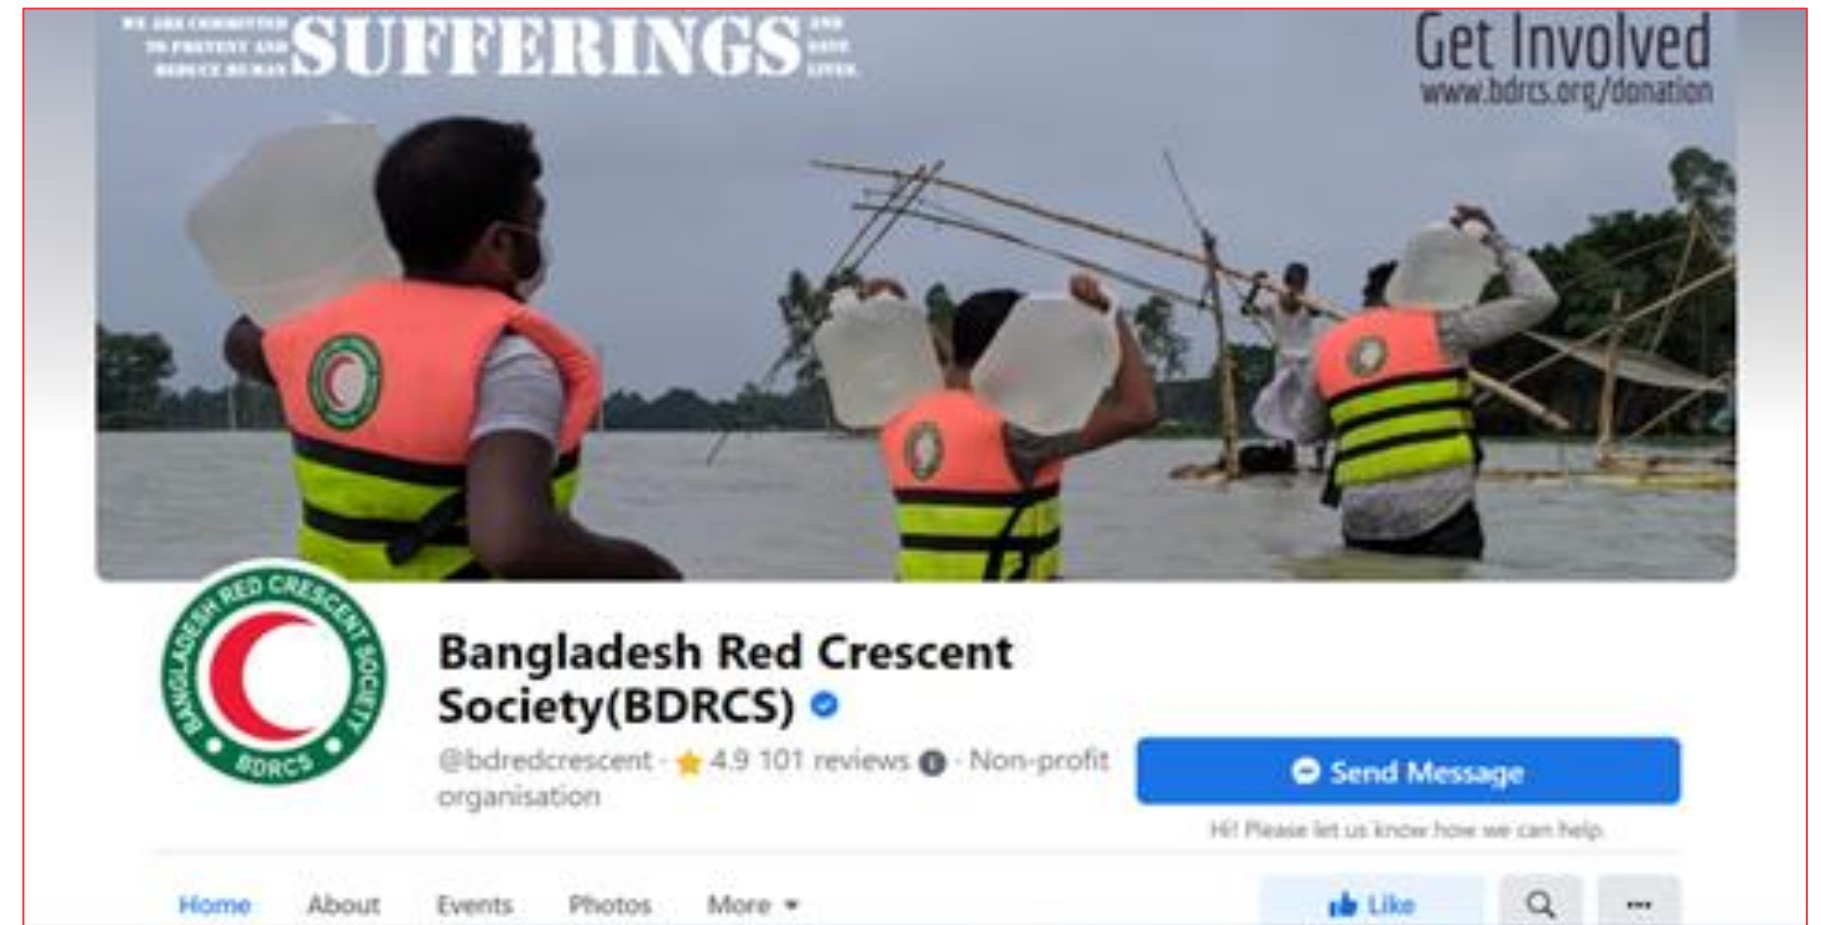 WE ARE COMMITTED
TO PREVENT AND
REDUCE HUMAN
SUFFERINGS
AND
SAVE
LIVES.
Get Involved
www.bdrcs.org/donation
BANGLADESH RED CRESCENT SOCIETY
BDRCS
Bangladesh Red Crescent
Society(BDRCS)
@bdredcrescent · 4.9 101 reviews · Non-profit
organisation
Send Message
Hi! Please let us know how we can help.
Home About Events Photos More
Like